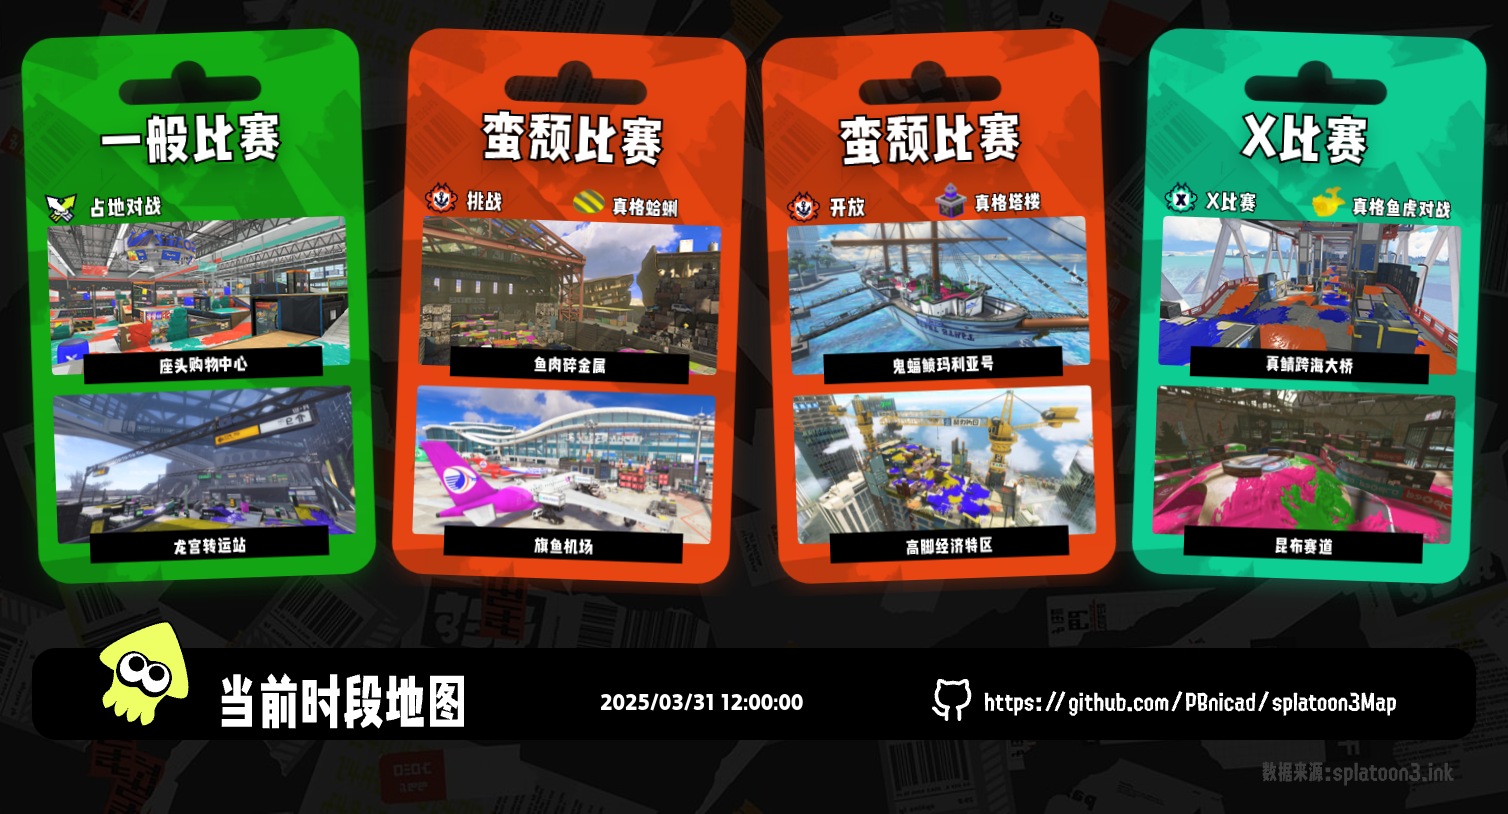 一般比赛
占地对战
座头购物中心
龙宫转运站
蛮颓比赛
挑战
真格蛤蜊
鱼肉碎金属
旗鱼机场
蛮颓比赛
开放
真格塔楼
鬼蝠鲼玛利亚号
高脚经济特区
X比赛
X比赛
真格鱼虎对战
真鲭跨海大桥
昆布赛道
当前时段地图
2025/03/31 12:00:00
https://github.com/PBnicad/splatoon3Map
数据来源:splatoon3.ink